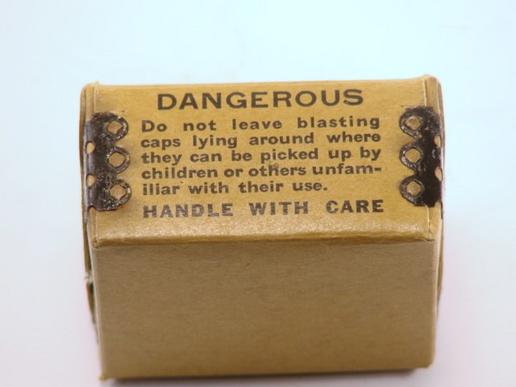 DANGEROUS
Do not leave blasting
caps lying around where
they can be picked up by
children or others unfam-
iliar with their use.
HANDLE WITH CARE